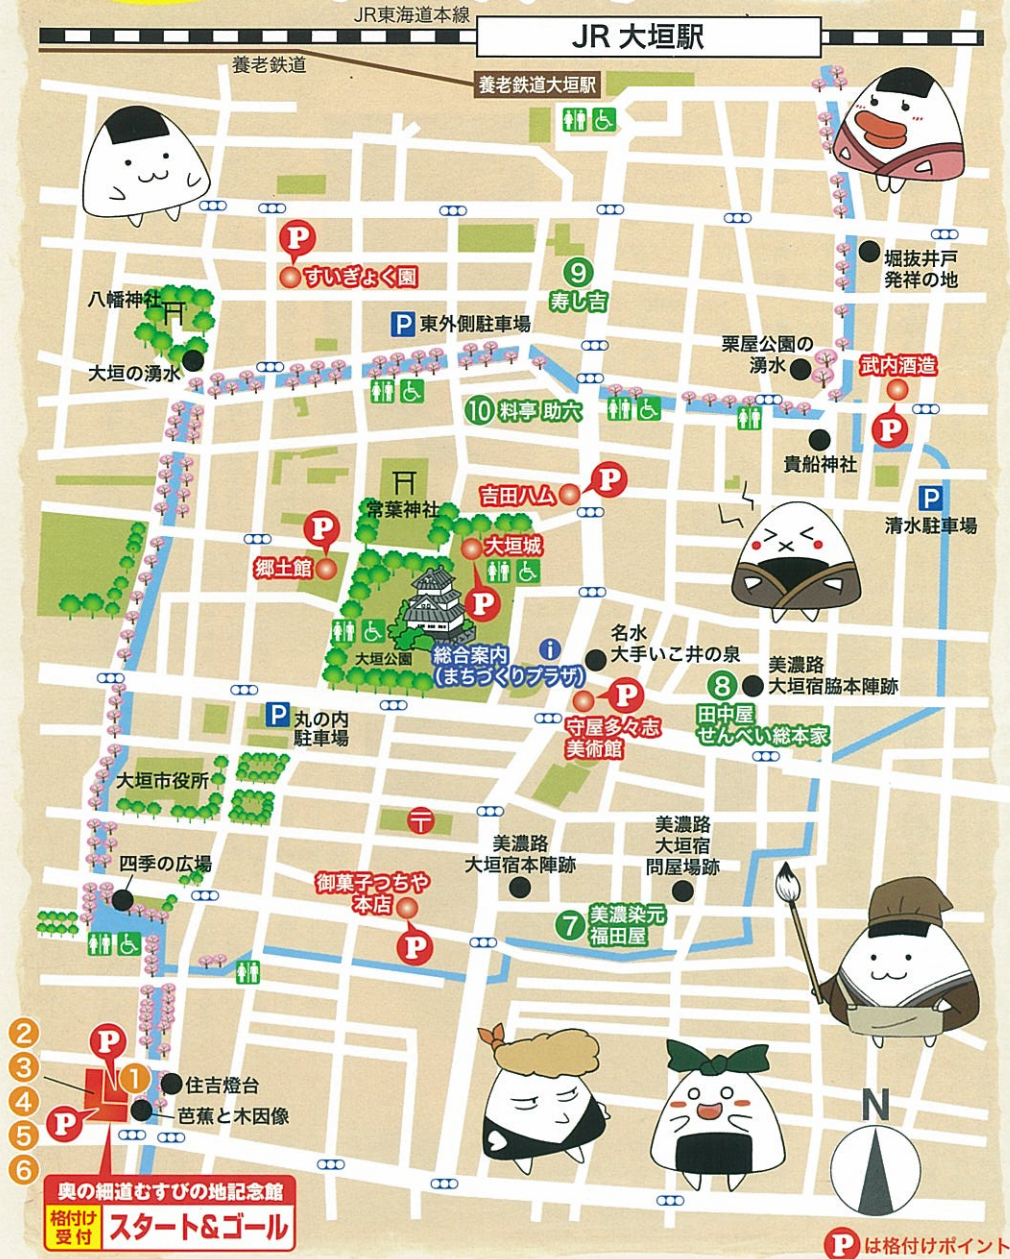 JR東海道本線
JR 大垣駅
養老鉄道
養老鉄道大垣駅
P
すいぎょく園
堀抜井戸
発祥の地
9
寿し吉
八幡神社
P 東外側駐車場
大垣の湧水
栗屋公園の
湧水
武内酒造
P
10 料亭 助六
貴船神社
吉田ハム
P
常葉神社
P
清水駐車場
P
郷土館
大垣城
P
大垣公園
総合案内
(まちづくりプラザ)
i
名水
大手いこ井の泉
美濃路
大垣宿脇本陣跡
8
田中屋
せんべい総本家
P
守屋多々志
美術館
P 丸の内
駐車場
大垣市役所
〒
美濃路
大垣宿本陣跡
美濃路
大垣宿
問屋場跡
四季の広場
御菓子つちや
本店
P
7 美濃染元
福田屋
2
3
4
5
6
P
1
P
住吉燈台
芭蕉と木因像
N
奥の細道むすびの地記念館
格付け
受付
スタート&ゴール
Pは格付けポイント